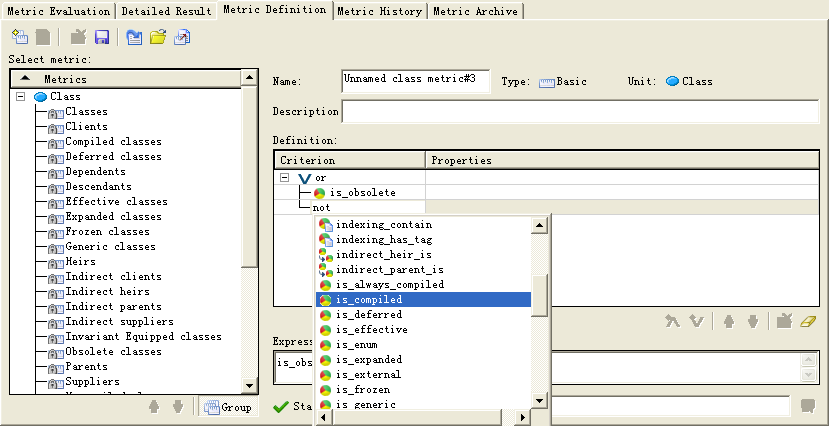 Metric Evaluation Detailed Result Metric Definition Metric History Metric Archive
Select metric:
Metrics
Class
Classes
Clients
Compiled classes
Deferred classes
Dependents
Descendants
Effective classes
Expanded classes
Frozen classes
Generic classes
Heirs
Indirect clients
Indirect heirs
Indirect parents
Indirect suppliers
Invariant Equipped classes
Obsolete classes
Parents
Suppliers
Group
Name: Unnamed class metric#3 Type: Basic Unit: Class
Description
Definition:
Criterion Properties
or
is_obsolete
not
indexing_contain
indexing_has_tag
indirect_heir_is
indirect_parent_is
is_always_compiled
is_compiled
is_deferred
is_effective
is_enum
is_expanded
is_external
is_frozen
is_generic
Expres
is_obs
Sta